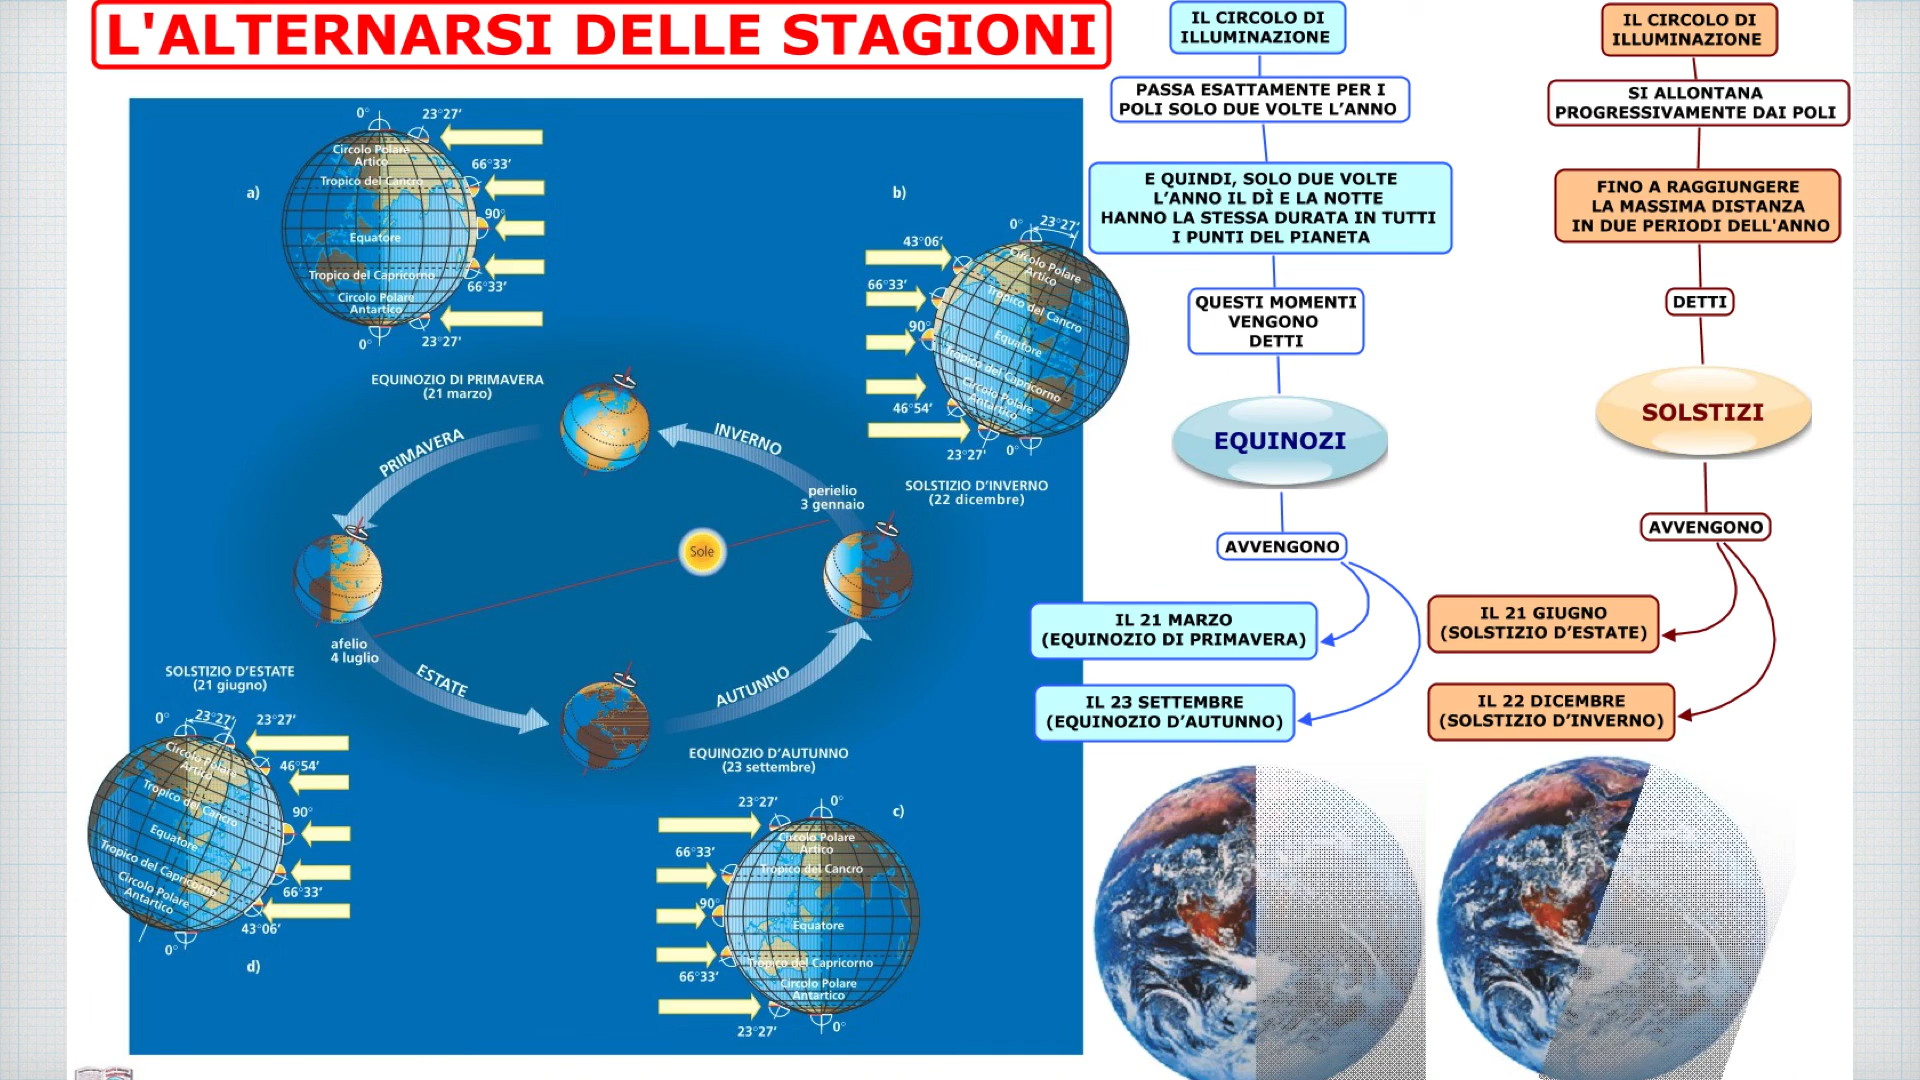 L'ALTERNARSI DELLE STAGIONI
a)
0°
23°27’
66°33’
90°
66°33’
23°27’
0°
Circolo Polare
Artico
Tropico del Cancro
Equatore
Tropico del Capricorno
Circolo Polare
Antartico
EQUINOZIO DI PRIMAVERA
(21 marzo)
b)
0°
23°27’
43°06’
66°33’
90°
46°54’
23°27’
0°
Circolo Polare
Artico
Tropico del Cancro
Equatore
Tropico del Capricorno
Circolo Polare
Antartico
SOLSTIZIO D’INVERNO
(22 dicembre)
PRIMAVERA
INVERNO
perielio
3 gennaio
Sole
afelio
4 luglio
ESTATE
AUTUNNO
SOLSTIZIO D’ESTATE
(21 giugno)
0°
23°27’
23°27’
46°54’
90°
66°33’
43°06’
0°
Circolo Polare
Artico
Tropico del Cancro
Equatore
Tropico del Capricorno
Circolo Polare
Antartico
d)
EQUINOZIO D’AUTUNNO
(23 settembre)
c)
23°27’
0°
66°33’
90°
66°33’
23°27’
0°
Circolo Polare
Artico
Tropico del Cancro
Equatore
Tropico del Capricorno
Circolo Polare
Antartico
IL CIRCOLO DI
ILLUMINAZIONE
PASSA ESATTAMENTE PER I
POLI SOLO DUE VOLTE L’ANNO
E QUINDI, SOLO DUE VOLTE
L’ANNO IL DÌ E LA NOTTE
HANNO LA STESSA DURATA IN TUTTI
I PUNTI DEL PIANETA
QUESTI MOMENTI
VENGONO
DETTI
EQUINOZI
AVVENGONO
IL 21 MARZO
(EQUINOZIO DI PRIMAVERA)
IL 23 SETTEMBRE
(EQUINOZIO D’AUTUNNO)
IL CIRCOLO DI
ILLUMINAZIONE
SI ALLONTANA
PROGRESSIVAMENTE DAI POLI
FINO A RAGGIUNGERE
LA MASSIMA DISTANZA
IN DUE PERIODI DELL'ANNO
DETTI
SOLSTIZI
AVVENGONO
IL 21 GIUGNO
(SOLSTIZIO D’ESTATE)
IL 22 DICEMBRE
(SOLSTIZIO D’INVERNO)